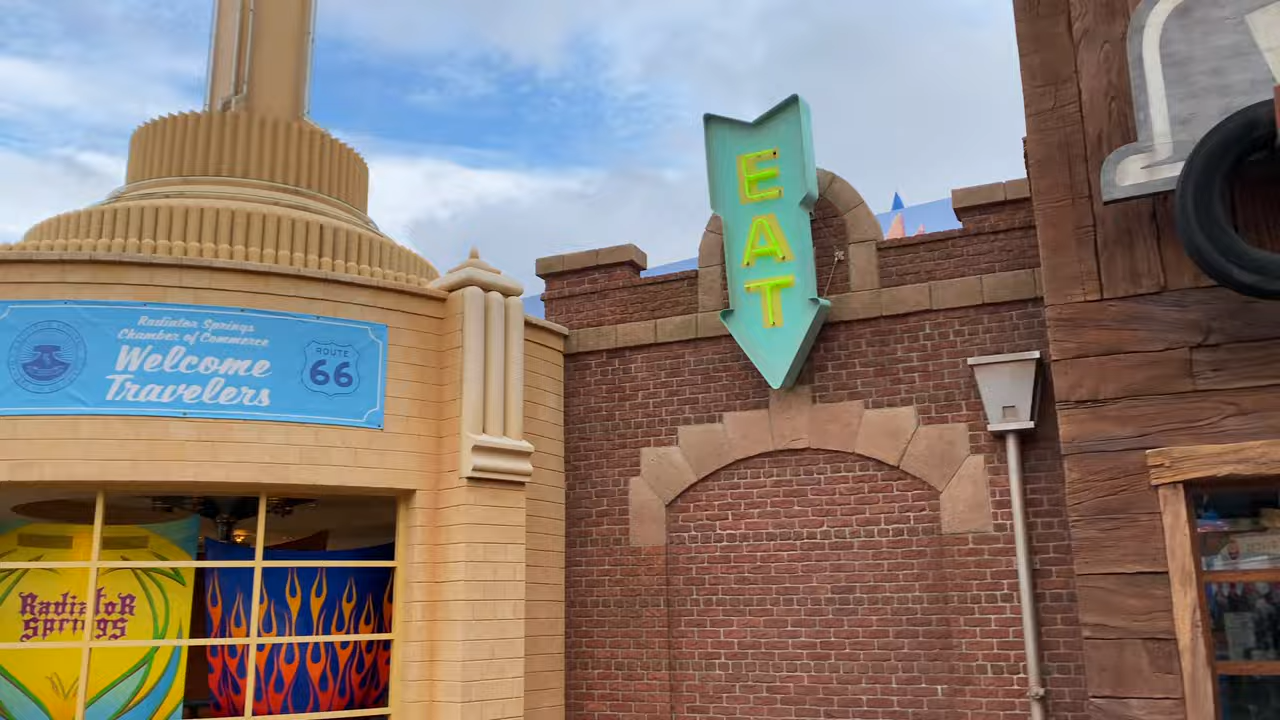 Radiator Springs
Chamber of Commerce
Welcome
Travelers
ROUTE
66
EAT
Radiator
Springs